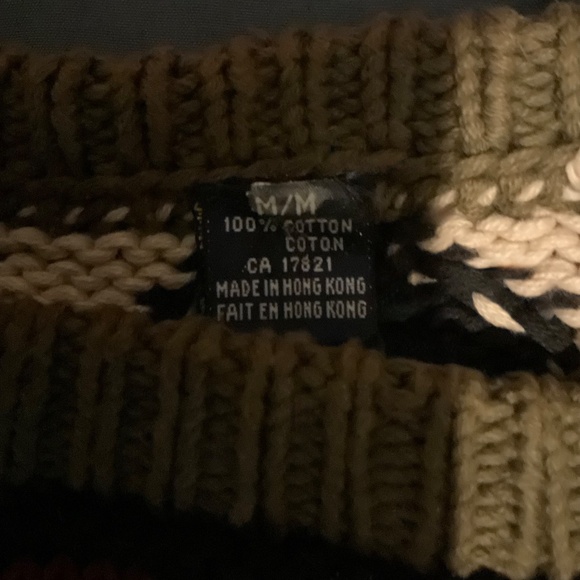 M/M
100% COTTON
COTON
CA 17821
MADE IN HONG KONG
FAIT EN HONG KONG